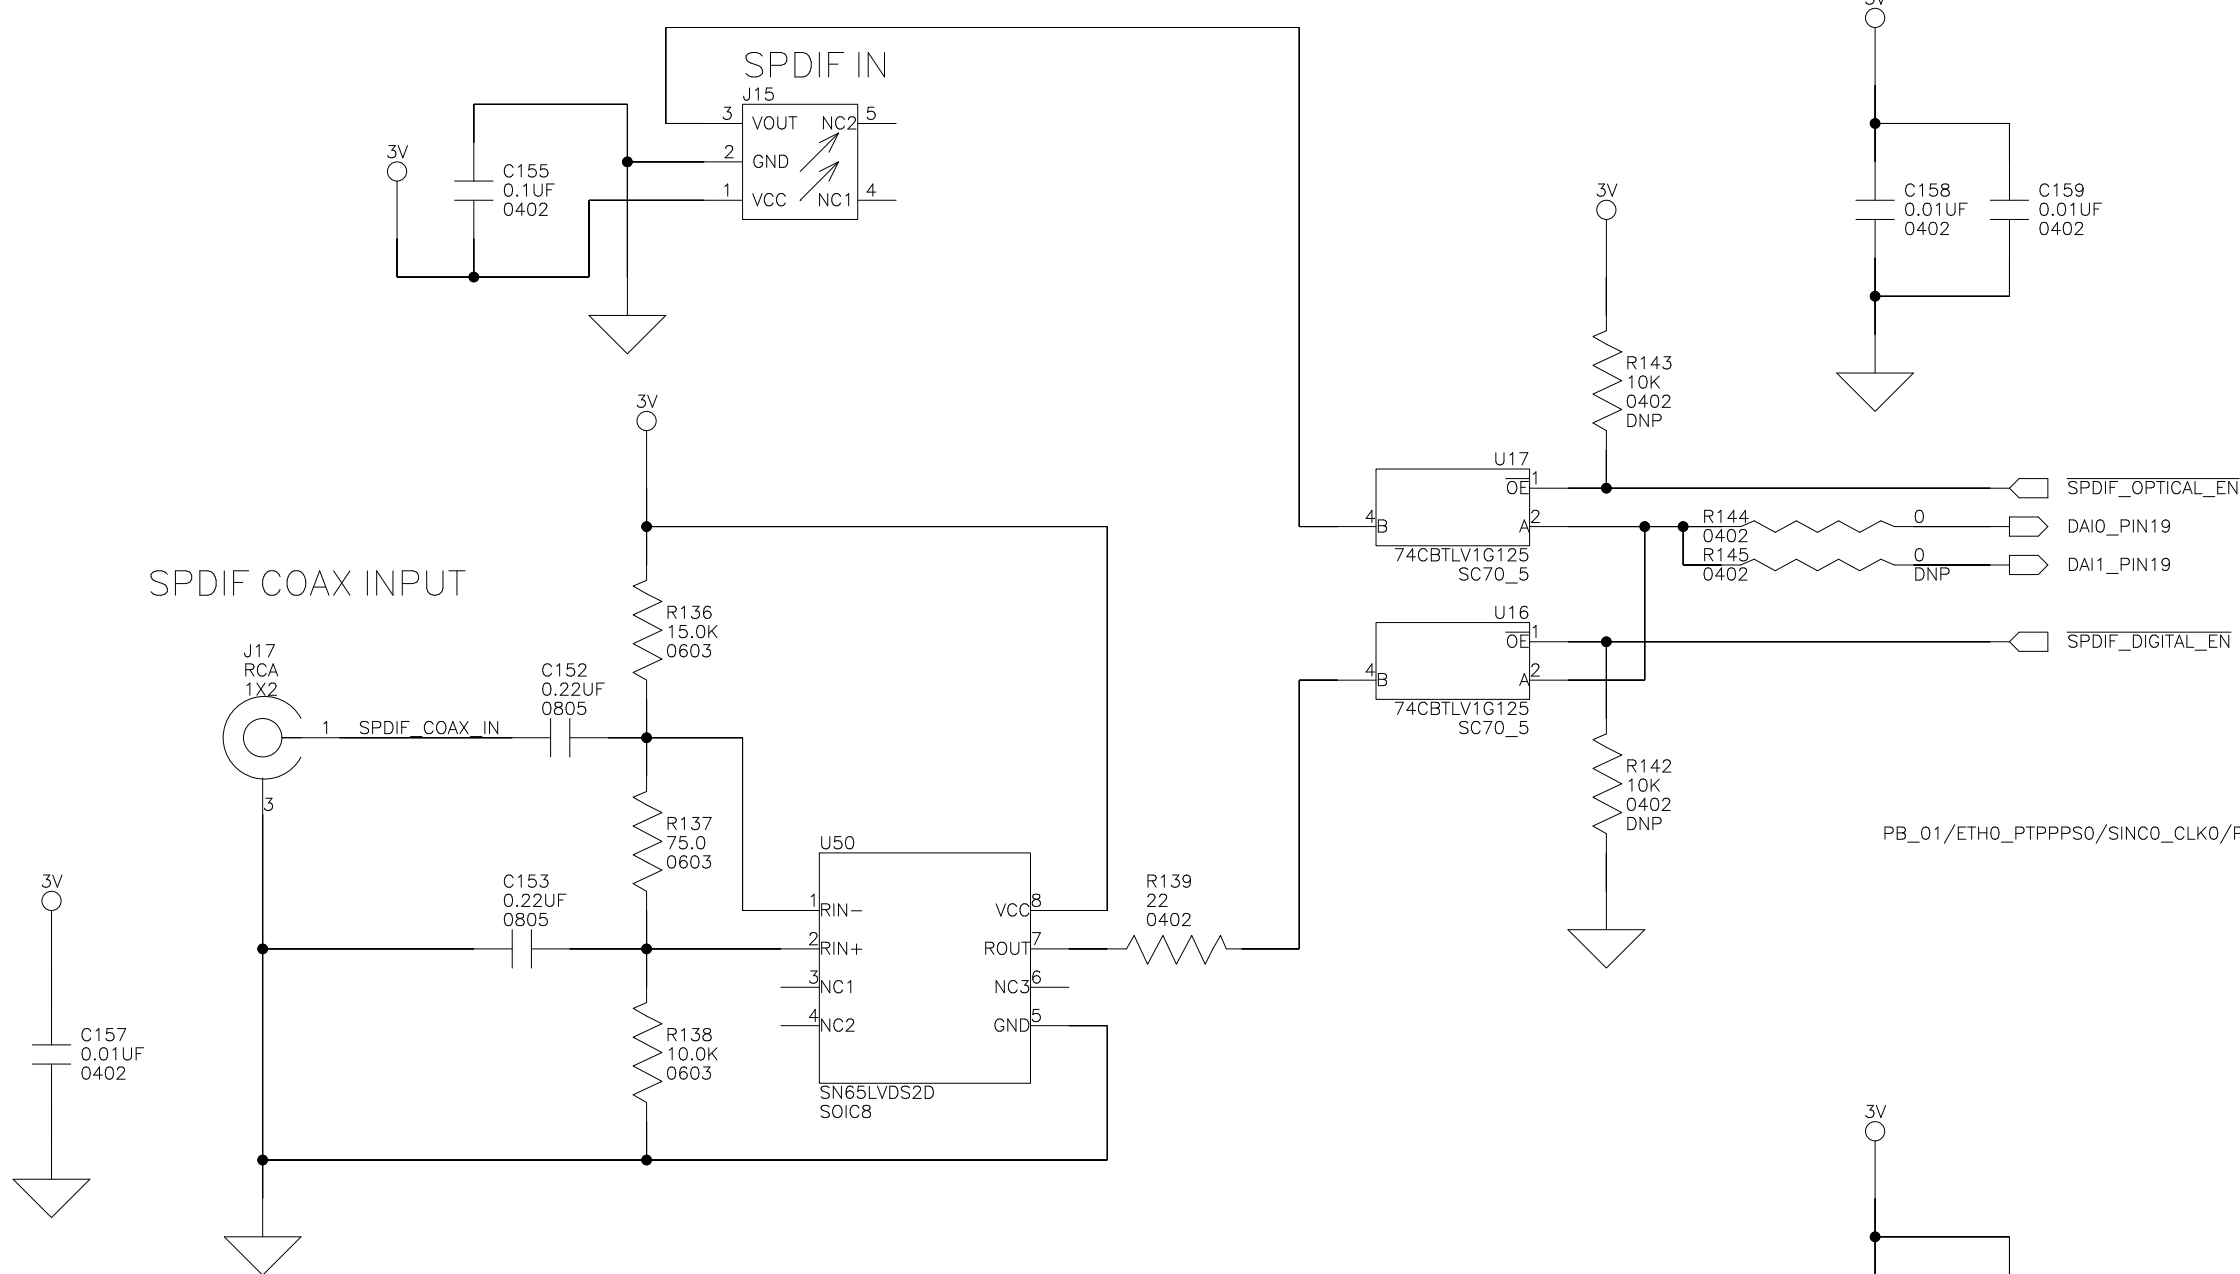 3V
SPDIF IN
J15
3
VOUT
NC2
5
2
GND
1
VCC
NC1
4
3V
C155
0.1UF
0402
3V
C158
0.01UF
0402
C159
0.01UF
0402
3V
R143
10K
0402
DNP
3V
U17
OE
1
4
B
A
2
74CBTLV1G125
SC70_5
SPDIF_OPTICAL_EN
R144
0402
0
DAI0_PIN19
R145
0402
0
DNP
DAI1_PIN19
U16
OE
1
4
B
A
2
74CBTLV1G125
SC70_5
SPDIF_DIGITAL_EN
R142
10K
0402
DNP
PB_01/ETH0_PTPPPS0/SINC0_CLK0/P
SPDIF COAX INPUT
J17
RCA
1X2
1
SPDIF_COAX_IN
3
C152
0.22UF
0805
R136
15.0K
0603
R137
75.0
0603
C153
0.22UF
0805
R138
10.0K
0603
U50
1
RIN-
VCC
8
2
RIN+
ROUT
7
3
NC1
NC3
6
4
NC2
GND
5
SN65LVDS2D
SOIC8
R139
22
0402
3V
C157
0.01UF
0402
3V